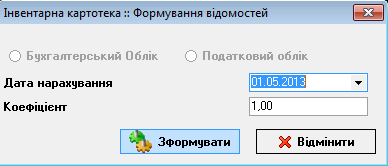 Інвентарна картотека :: Формування відомостей
Бухгалтерський Облік Податковий облік
Дата нарахування 01.05.2013
Коефіцієнт 1,00
Зформувати Відмінити